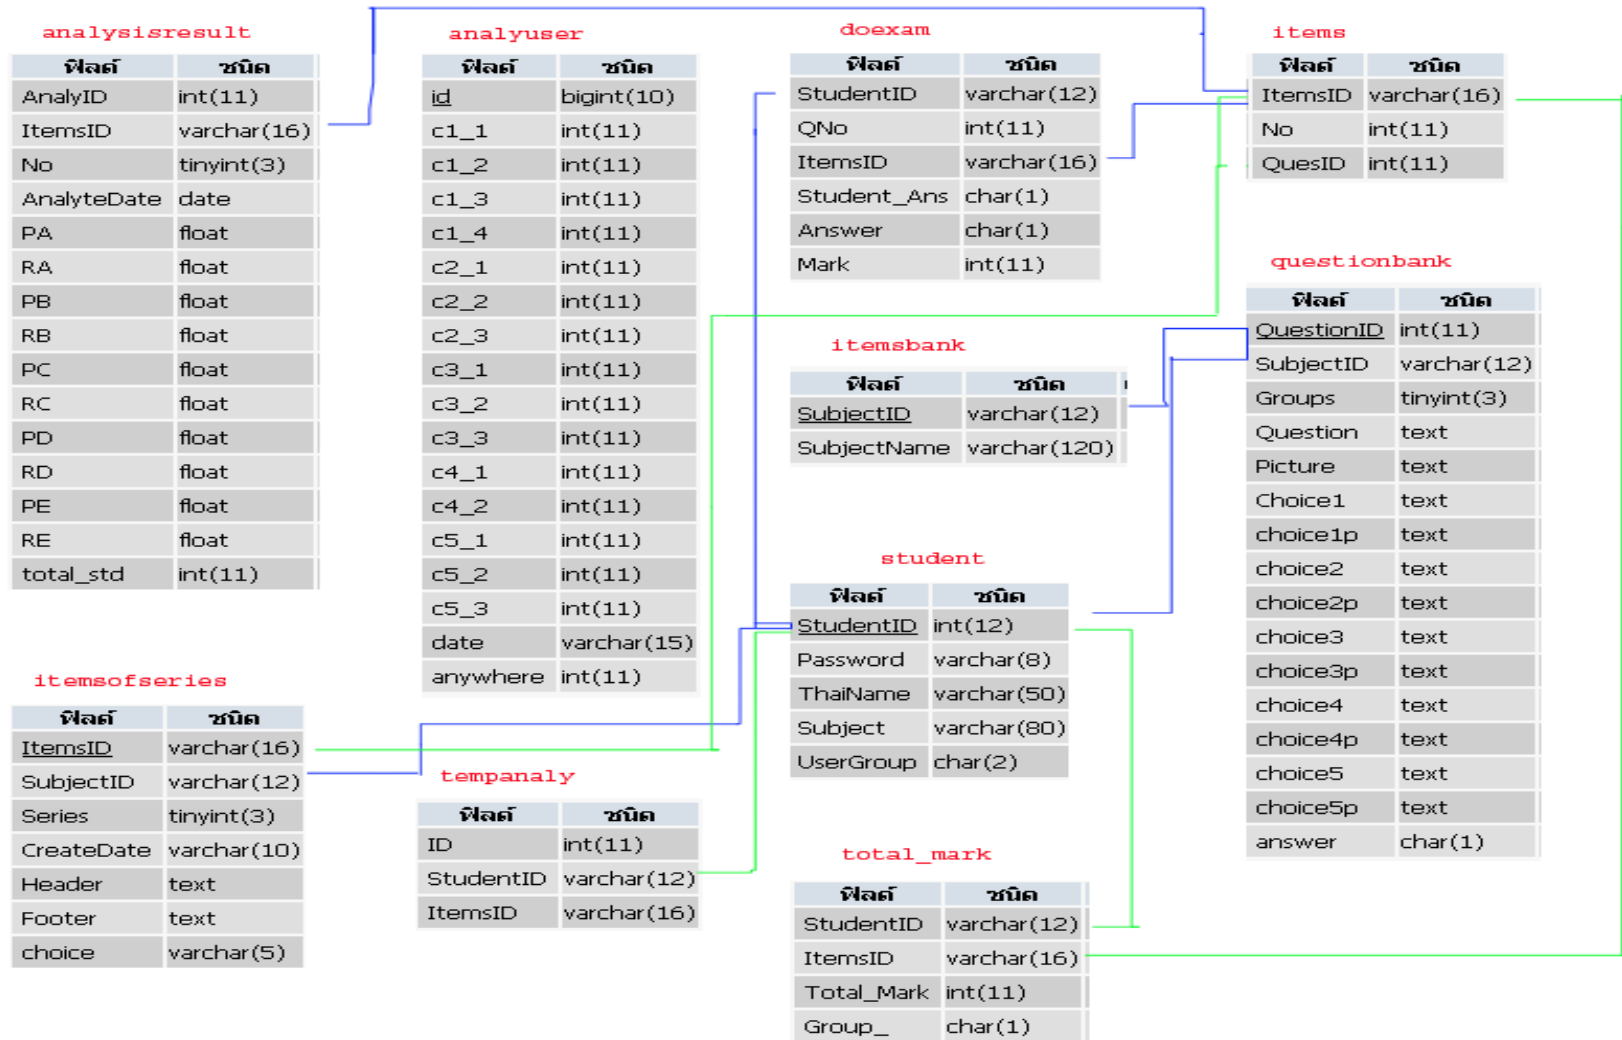 analysisresult
ฟิลด์ ชนิด
AnalyID int(11)
ItemsID varchar(16)
No tinyint(3)
AnalyteDate date
PA float
RA float
PB float
RB float
PC float
RC float
PD float
RD float
PE float
RE float
total_std int(11)
analyuser
ฟิลด์ ชนิด
id bigint(10)
c1_1 int(11)
c1_2 int(11)
c1_3 int(11)
c1_4 int(11)
c2_1 int(11)
c2_2 int(11)
c2_3 int(11)
c3_1 int(11)
c3_2 int(11)
c3_3 int(11)
c4_1 int(11)
c4_2 int(11)
c5_1 int(11)
c5_2 int(11)
c5_3 int(11)
date varchar(15)
anywhere int(11)
doexam
ฟิลด์ ชนิด
StudentID varchar(12)
QNo int(11)
ItemsID varchar(16)
Student_Ans char(1)
Answer char(1)
Mark int(11)
items
ฟิลด์ ชนิด
ItemsID varchar(16)
No int(11)
QuesID int(11)
itemsbank
ฟิลด์ ชนิด
SubjectID varchar(12)
SubjectName varchar(120)
questionbank
ฟิลด์ ชนิด
QuestionID int(11)
SubjectID varchar(12)
Groups tinyint(3)
Question text
Picture text
Choice1 text
choice1p text
choice2 text
choice2p text
choice3 text
choice3p text
choice4 text
choice4p text
choice5 text
choice5p text
answer char(1)
student
ฟิลด์ ชนิด
StudentID int(12)
Password varchar(8)
ThaiName varchar(50)
Subject varchar(80)
UserGroup char(2)
itemsofseries
ฟิลด์ ชนิด
ItemsID varchar(16)
SubjectID varchar(12)
Series tinyint(3)
CreateDate varchar(10)
Header text
Footer text
choice varchar(5)
tempanaly
ฟิลด์ ชนิด
ID int(11)
StudentID varchar(12)
ItemsID varchar(16)
total_mark
ฟิลด์ ชนิด
StudentID varchar(12)
ItemsID varchar(16)
Total_Mark int(11)
Group_ char(1)